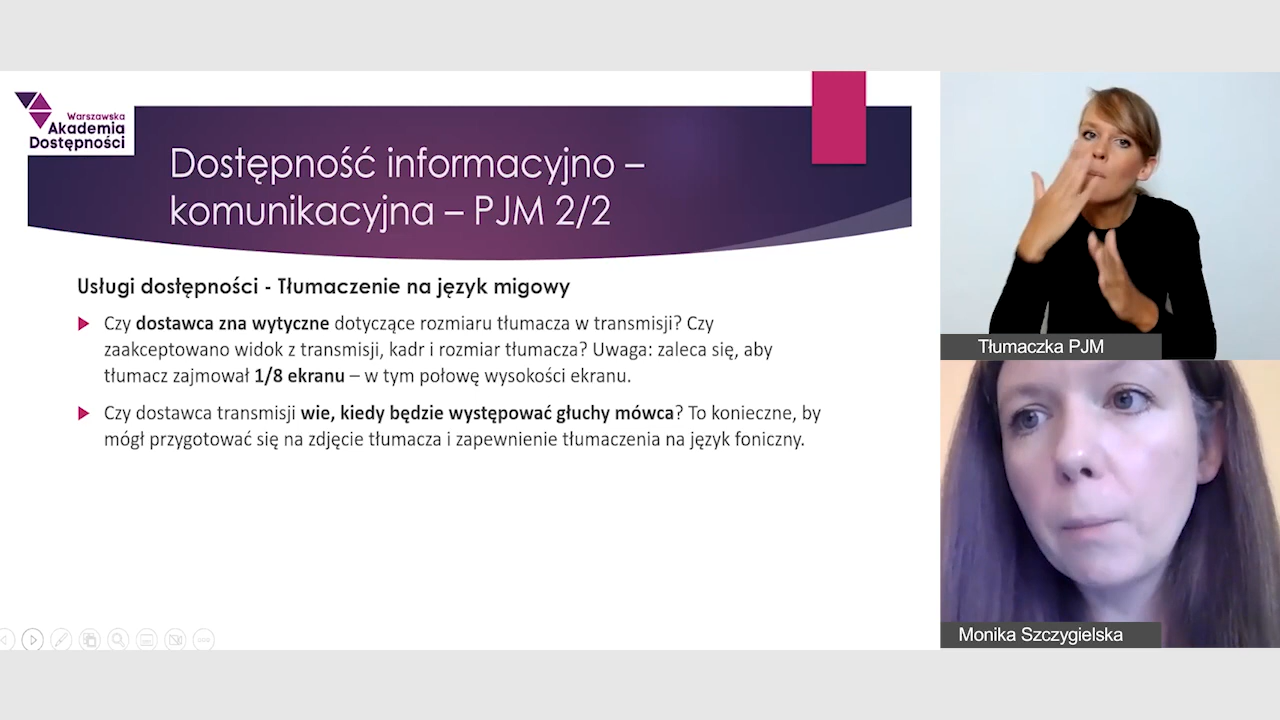 Warszawska
Akademia
Dostępności
Dostępność informacyjno –
komunikacyjna – PJM 2/2
Usługi dostępności - Tłumaczenie na język migowy
Czy dostawca zna wytyczne dotyczące rozmiaru tłumacza w transmisji? Czy
zaakceptowano widok z transmisji, kadr i rozmiar tłumacza? Uwaga: zaleca się, aby
tłumacz zajmował 1/8 ekranu – w tym połowę wysokości ekranu.
Czy dostawca transmisji wie, kiedy będzie występować głuchy mówca? To konieczne, by
mógł przygotować się na zdjęcie tłumacza i zapewnienie tłumaczenia na język foniczny.
Tłumaczka PJM
Monika Szczygielska